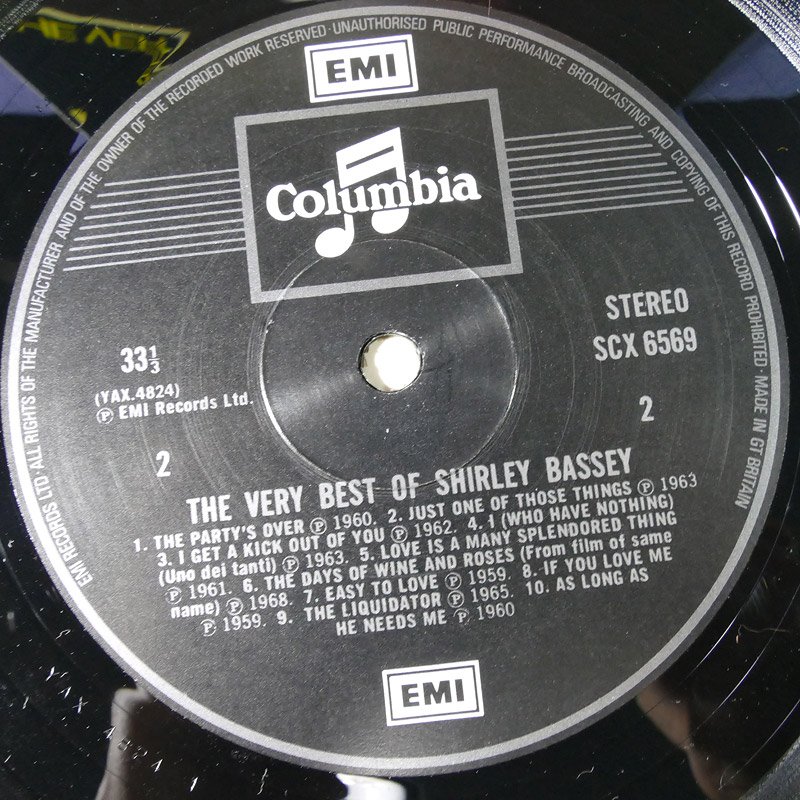 EMI RECORDS LTD · ALL RIGHTS OF THE MANUFACTURER AND OF THE OWNER OF THE RECORDED WORK RESERVED · UNAUTHORISED PUBLIC PERFORMANCE BROADCASTING AND COPYING OF THIS RECORD PROHIBITED · MADE IN GT BRITAIN
EMI
Columbia
STEREO
SCX 6569
33⅓
(YAX.4824)
Ⓟ EMI Records Ltd.
2
2
THE VERY BEST OF SHIRLEY BASSEY
1. THE PARTY'S OVER Ⓟ 1960. 2. JUST ONE OF THOSE THINGS Ⓟ 1963
3. I GET A KICK OUT OF YOU Ⓟ 1962. 4. I (WHO HAVE NOTHING)
(Uno dei tanti) Ⓟ 1963. 5. LOVE IS A MANY SPLENDORED THING
Ⓟ 1961. 6. THE DAYS OF WINE AND ROSES (From film of same
name) Ⓟ 1968. 7. EASY TO LOVE Ⓟ 1959. 8. IF YOU LOVE ME
Ⓟ 1959. 9. THE LIQUIDATOR Ⓟ 1965. 10. AS LONG AS
HE NEEDS ME Ⓟ 1960
EMI